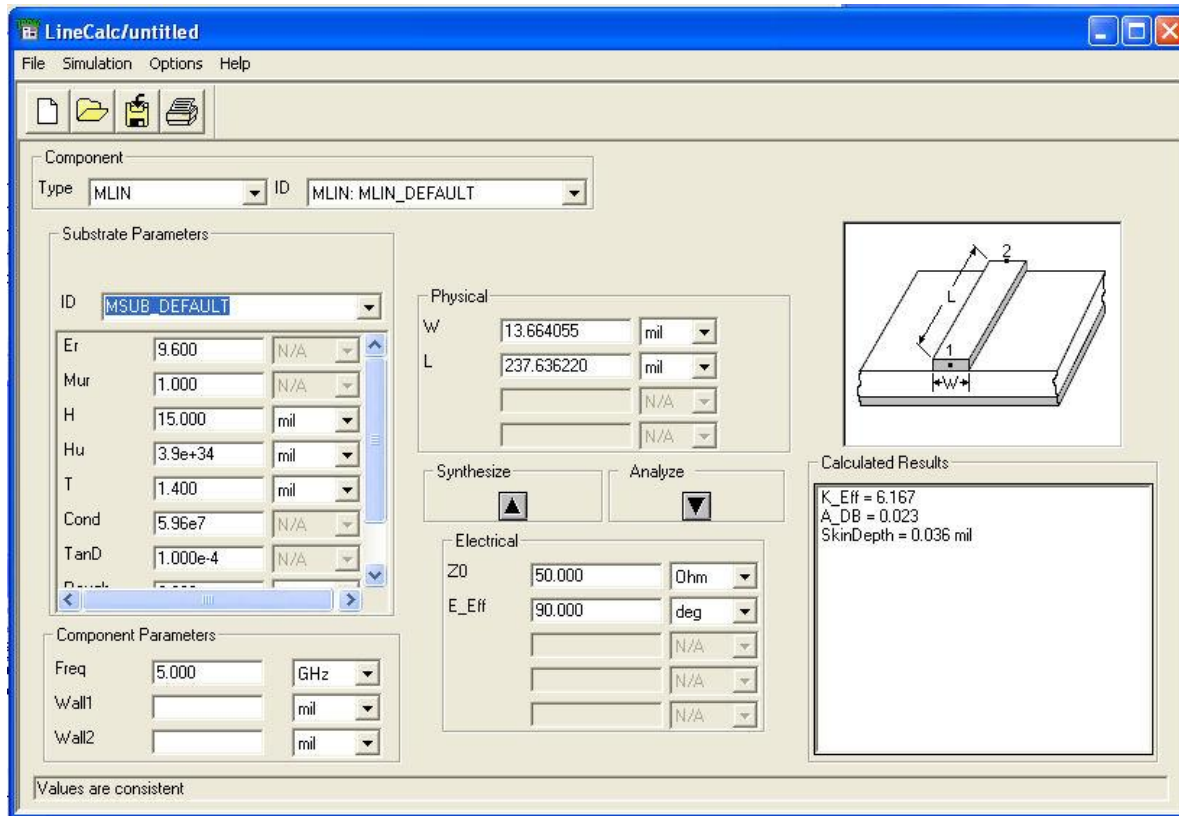 LineCalc/untitled
File Simulation Options Help
Component
Type MLIN ID MLIN: MLIN_DEFAULT
Substrate Parameters
ID MSUB_DEFAULT
Er 9.600 N/A
Mur 1.000 N/A
H 15.000 mil
Hu 3.9e+34 mil
T 1.400 mil
Cond 5.96e7 N/A
TanD 1.000e-4 N/A
Physical
W 13.664055 mil
L 237.636220 mil
N/A
N/A
Synthesize Analyze
Electrical
Z0 50.000 Ohm
E_Eff 90.000 deg
N/A
N/A
N/A
Component Parameters
Freq 5.000 GHz
Wall1 mil
Wall2 mil
2
L
1
W
Calculated Results
K_Eff = 6.167
A_DB = 0.023
SkinDepth = 0.036 mil
Values are consistent